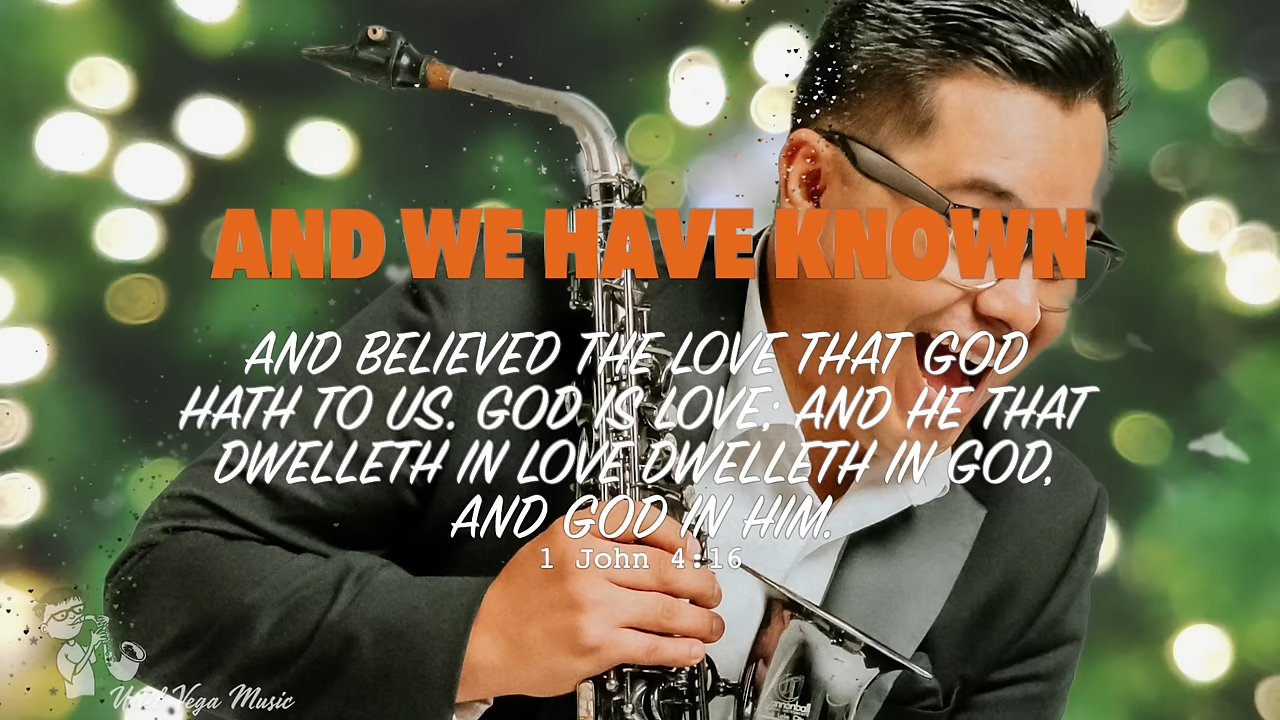 AND WE HAVE KNOWN
AND BELIEVED THE LOVE THAT GOD
HATH TO US. GOD IS LOVE; AND HE THAT
DWELLETH IN LOVE DWELLETH IN GOD,
AND GOD IN HIM.
1 John 4:16
Vega Music